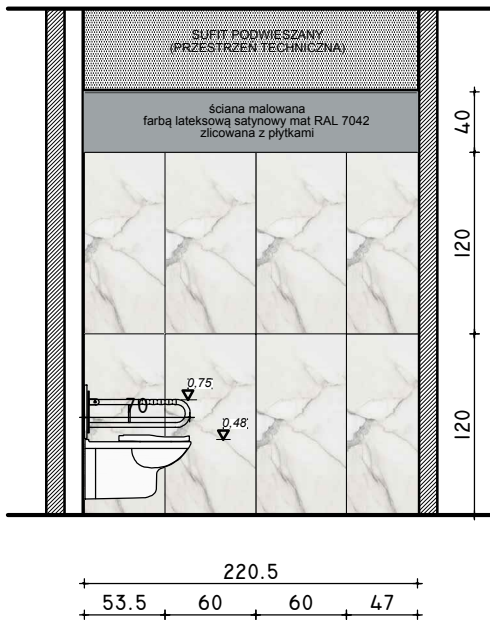 SUFIT PODWIESZANY
(PRZESTRZEŃ TECHNICZNA)
ściana malowana
farbą lateksową satynowy mat RAL 7042
zlicowana z płytkami
40
120
120
0.75
70
0.48
220.5
53.5 60 60 47